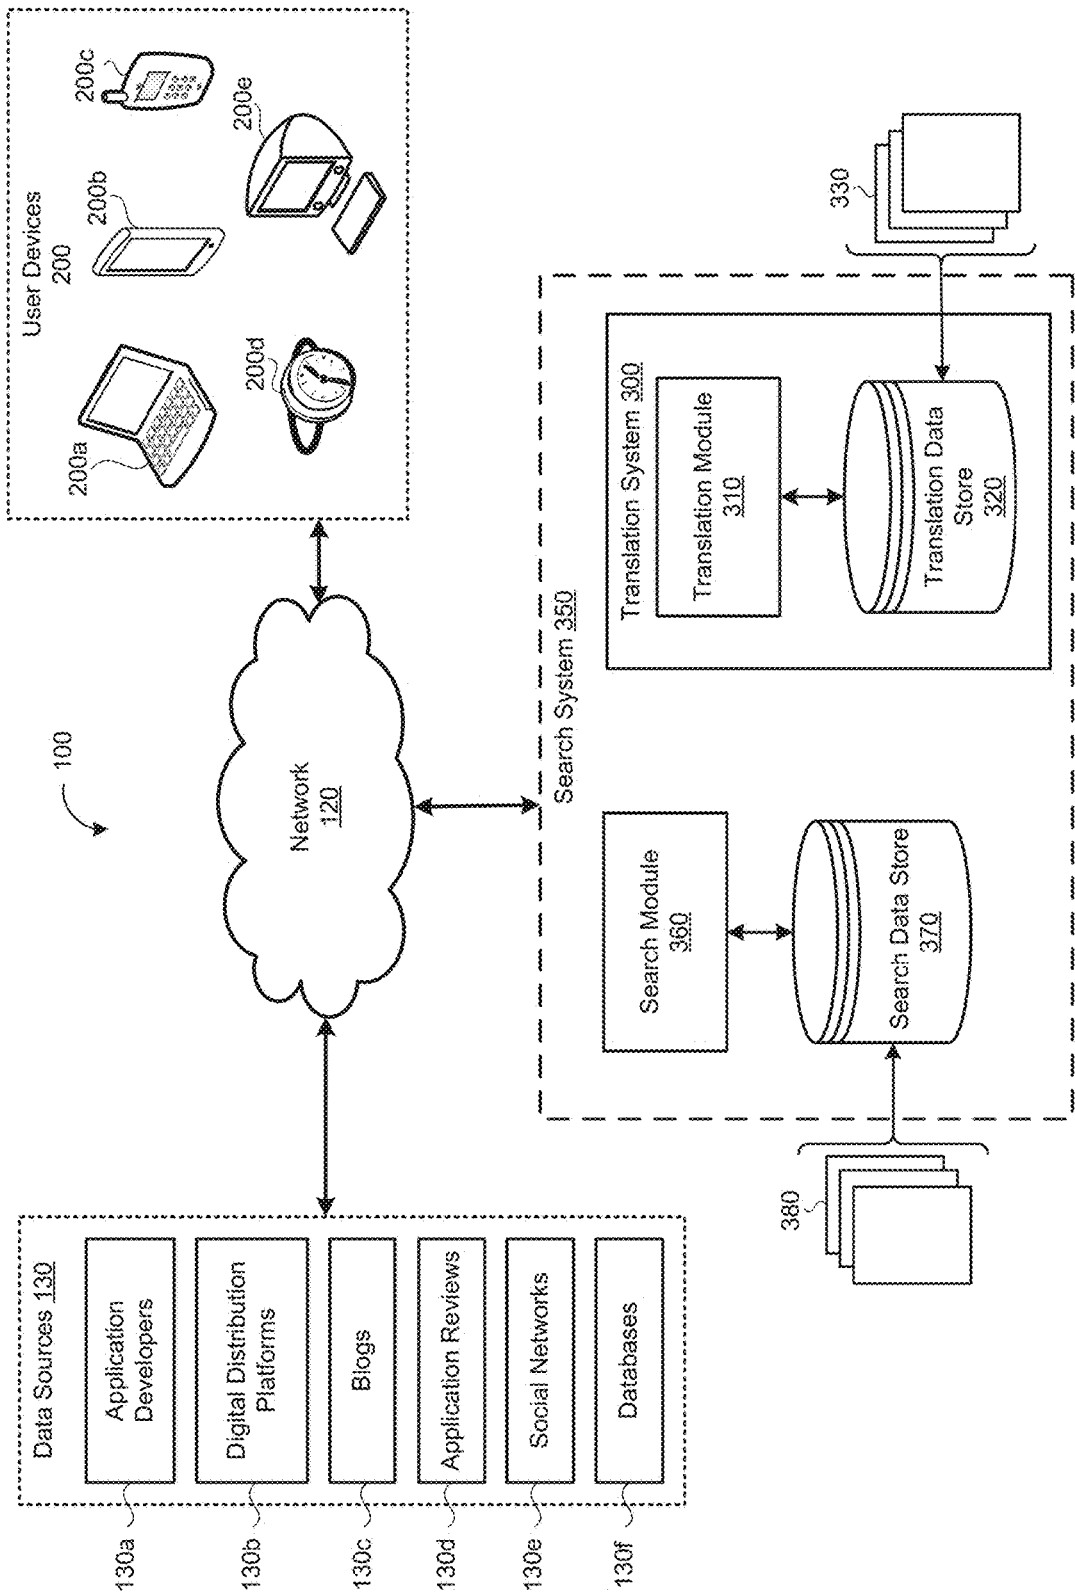 100
Data Sources 130
130a
Application
Developers
130b
Digital Distribution
Platforms
130c
Blogs
130d
Application Reviews
130e
Social Networks
130f
Databases
Network
120
User Devices
200
200a
200b
200c
200d
200e
Search System 350
Search Module
360
Search Data Store
370
380
Translation System 300
Translation Module
310
Translation Data
Store
320
330